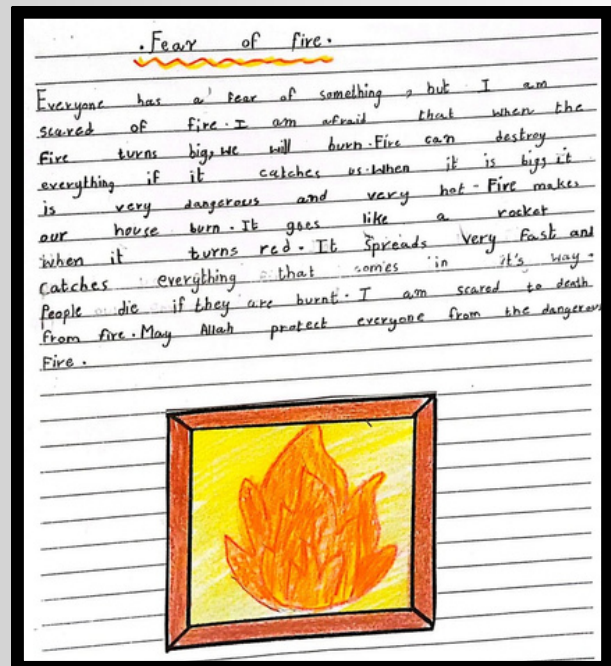 .Fear of fire.
Everyone has a fear of something, but I am
scared of fire. I am afraid that when the
Fire turns big, we will burn. Fire can destroy
everything if it catches us. When it is big, it
is very dangerous and very hot. Fire makes
our house burn. It goes like a rocket
when it turns red. It spreads very fast and
catches everything that comes in it's way.
People die if they are burnt. I am scared to death
from fire. May Allah protect everyone from the dangerous
Fire.